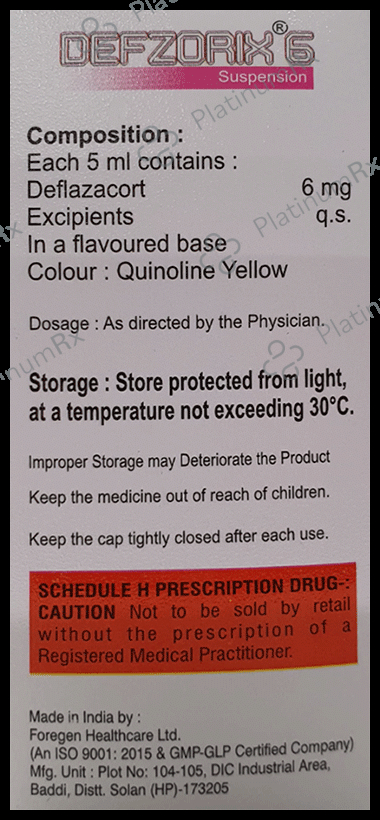 DEFZORIX® 6
Suspension
Composition :
Each 5 ml contains :
Deflazacort 6 mg
Excipients q.s.
In a flavoured base
Colour : Quinoline Yellow
Dosage : As directed by the Physician.
Storage : Store protected from light,
at a temperature not exceeding 30°C.
Improper Storage may Deteriorate the Product
Keep the medicine out of reach of children.
Keep the cap tightly closed after each use.
SCHEDULE H PRESCRIPTION DRUG-:
CAUTION Not to be sold by retail
without the prescription of a
Registered Medical Practitioner.
Made in India by :
Foregen Healthcare Ltd.
(An ISO 9001: 2015 & GMP-GLP Certified Company)
Mfg. Unit : Plot No: 104-105, DIC Industrial Area,
Baddi, Distt. Solan (HP)-173205
PlatinumRx